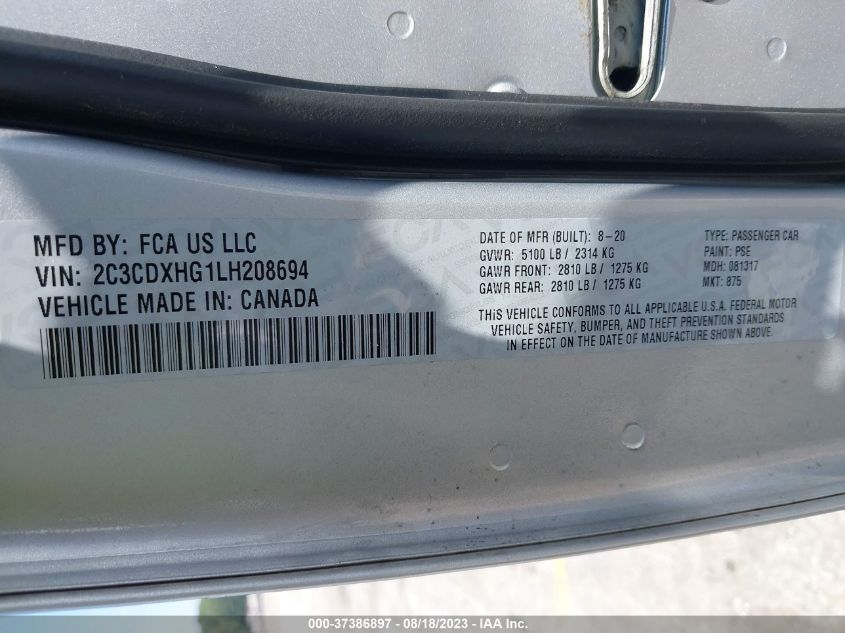 MFD BY: FCA US LLC
VIN: 2C3CDXHG1LH208694
VEHICLE MADE IN: CANADA
DATE OF MFR (BUILT): 8-20
GVWR: 5100 LB / 2314 KG
GAWR FRONT: 2810 LB / 1275 KG
GAWR REAR: 2810 LB / 1275 KG
TYPE: PASSENGER CAR
PAINT: PSE
MDH: 081317
MKT: 875
THIS VEHICLE CONFORMS TO ALL APPLICABLE U.S.A. FEDERAL MOTOR
VEHICLE SAFETY, BUMPER, AND THEFT PREVENTION STANDARDS
IN EFFECT ON THE DATE OF MANUFACTURE SHOWN ABOVE.
000-37386897 - 08/18/2023 - IAA Inc.